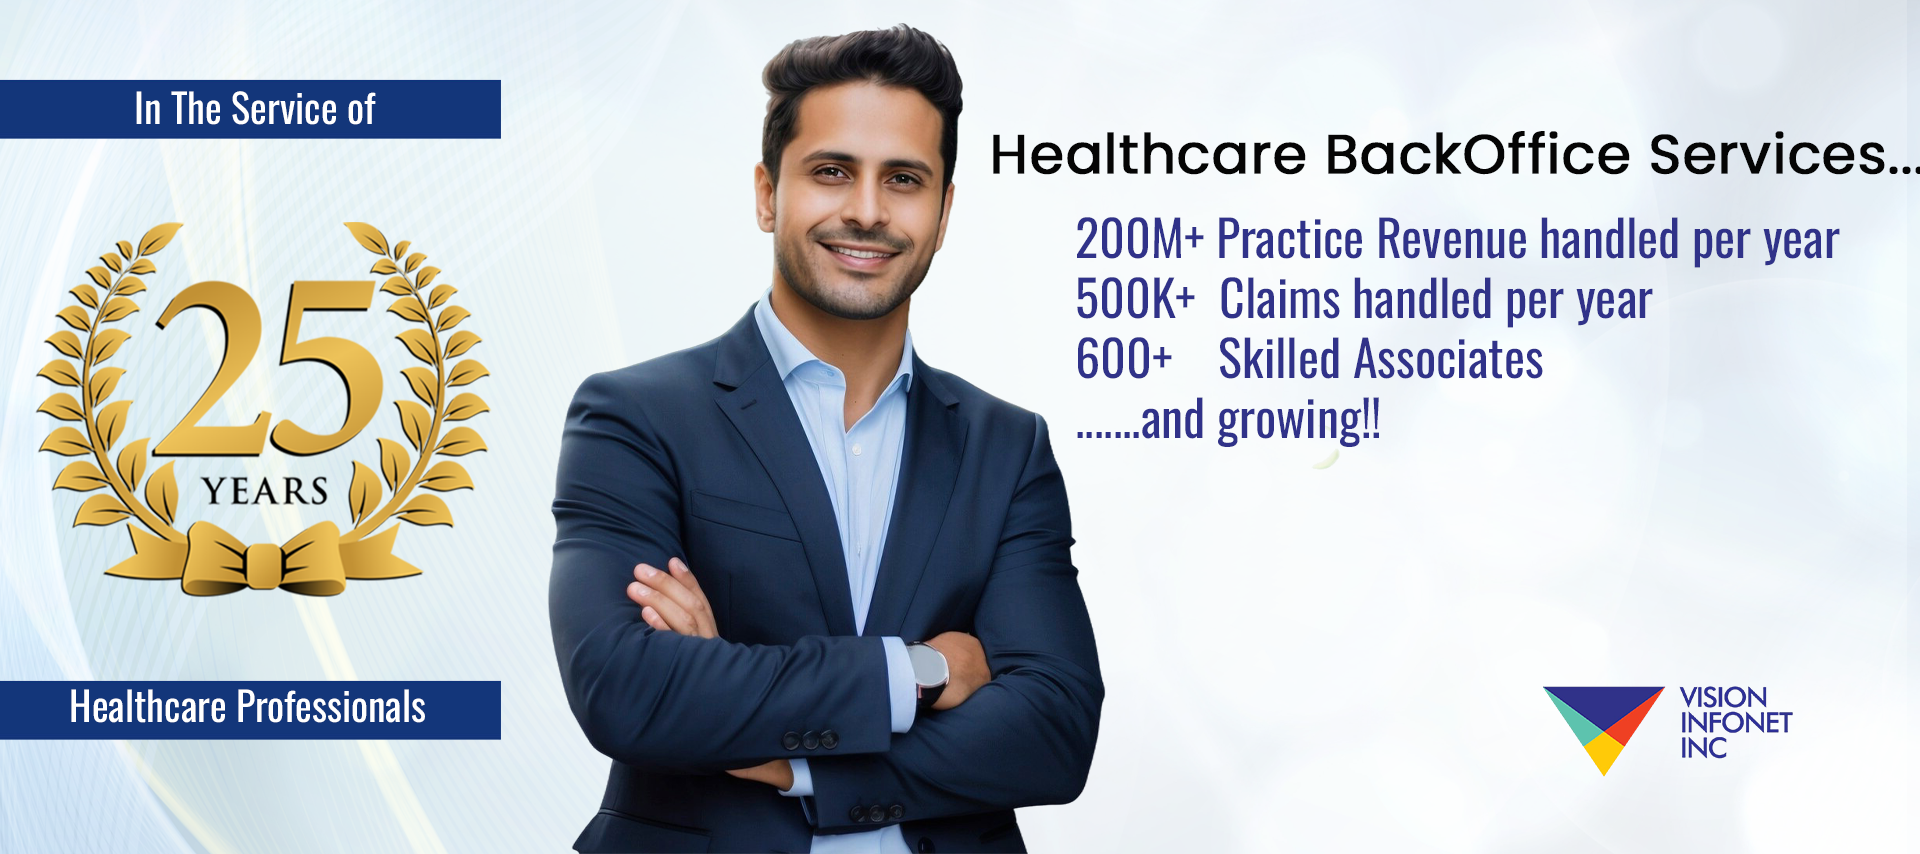 In The Service of
25
YEARS
Healthcare Professionals
Healthcare BackOffice Services...
200M+ Practice Revenue handled per year
500K+ Claims handled per year
600+ Skilled Associates
.......and growing!!
VISION
INFONET
INC